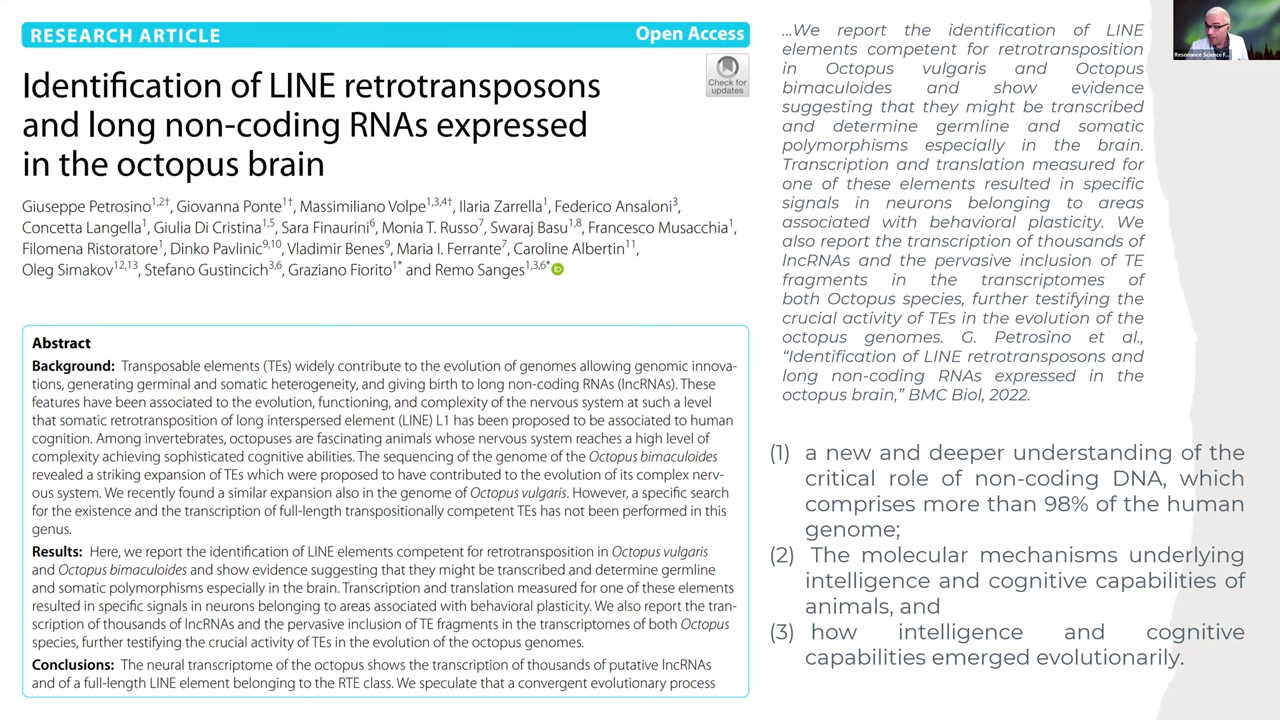 RESEARCH ARTICLE
Open Access
Check for
updates
Identification of LINE retrotransposons
and long non-coding RNAs expressed
in the octopus brain
Giuseppe Petrosino1,2†, Giovanna Ponte1†, Massimiliano Volpe1,3,4†, Ilaria Zarrella1, Federico Ansaloni3,
Concetta Langella1, Giulia Di Cristina1,5, Sara Finaurini6, Monia T. Russo7, Swaraj Basu1,8, Francesco Musacchia1,
Filomena Ristoratore1, Dinko Pavlinic9,10, Vladimir Benes9, Maria I. Ferrante7, Caroline Albertin11,
Oleg Simakov12,13, Stefano Gustincich3,6, Graziano Fiorito1* and Remo Sanges1,3,6*
Abstract
Background: Transposable elements (TEs) widely contribute to the evolution of genomes allowing genomic innova-
tions, generating germinal and somatic heterogeneity, and giving birth to long non-coding RNAs (lncRNAs). These
features have been associated to the evolution, functioning, and complexity of the nervous system at such a level
that somatic retrotransposition of long interspersed element (LINE) L1 has been proposed to be associated to human
cognition. Among invertebrates, octopuses are fascinating animals whose nervous system reaches a high level of
complexity achieving sophisticated cognitive abilities. The sequencing of the genome of the Octopus bimaculoides
revealed a striking expansion of TEs which were proposed to have contributed to the evolution of its complex nerv-
ous system. We recently found a similar expansion also in the genome of Octopus vulgaris. However, a specific search
for the existence and the transcription of full-length transpositionally competent TEs has not been performed in this
genus.
Results: Here, we report the identification of LINE elements competent for retrotransposition in Octopus vulgaris
and Octopus bimaculoides and show evidence suggesting that they might be transcribed and determine germline
and somatic polymorphisms especially in the brain. Transcription and translation measured for one of these elements
resulted in specific signals in neurons belonging to areas associated with behavioral plasticity. We also report the tran-
scription of thousands of lncRNAs and the pervasive inclusion of TE fragments in the transcriptomes of both Octopus
species, further testifying the crucial activity of TEs in the evolution of the octopus genomes.
Conclusions: The neural transcriptome of the octopus shows the transcription of thousands of putative lncRNAs
and of a full-length LINE element belonging to the RTE class. We speculate that a convergent evolutionary process
...We report the identification of LINE
elements competent for retrotransposition
in Octopus vulgaris and Octopus
bimaculoides and show evidence
suggesting that they might be transcribed
and determine germline and somatic
polymorphisms especially in the brain.
Transcription and translation measured for
one of these elements resulted in specific
signals in neurons belonging to areas
associated with behavioral plasticity. We
also report the transcription of thousands of
lncRNAs and the pervasive inclusion of TE
fragments in the transcriptomes of
both Octopus species, further testifying the
crucial activity of TEs in the evolution of the
octopus genomes. G. Petrosino et al.,
“Identification of LINE retrotransposons and
long non-coding RNAs expressed in the
octopus brain,” BMC Biol, 2022.
(1) a new and deeper understanding of the
critical role of non-coding DNA, which
comprises more than 98% of the human
genome;
(2) The molecular mechanisms underlying
intelligence and cognitive capabilities of
animals, and
(3) how intelligence and cognitive
capabilities emerged evolutionarily.
Resonance Science F...